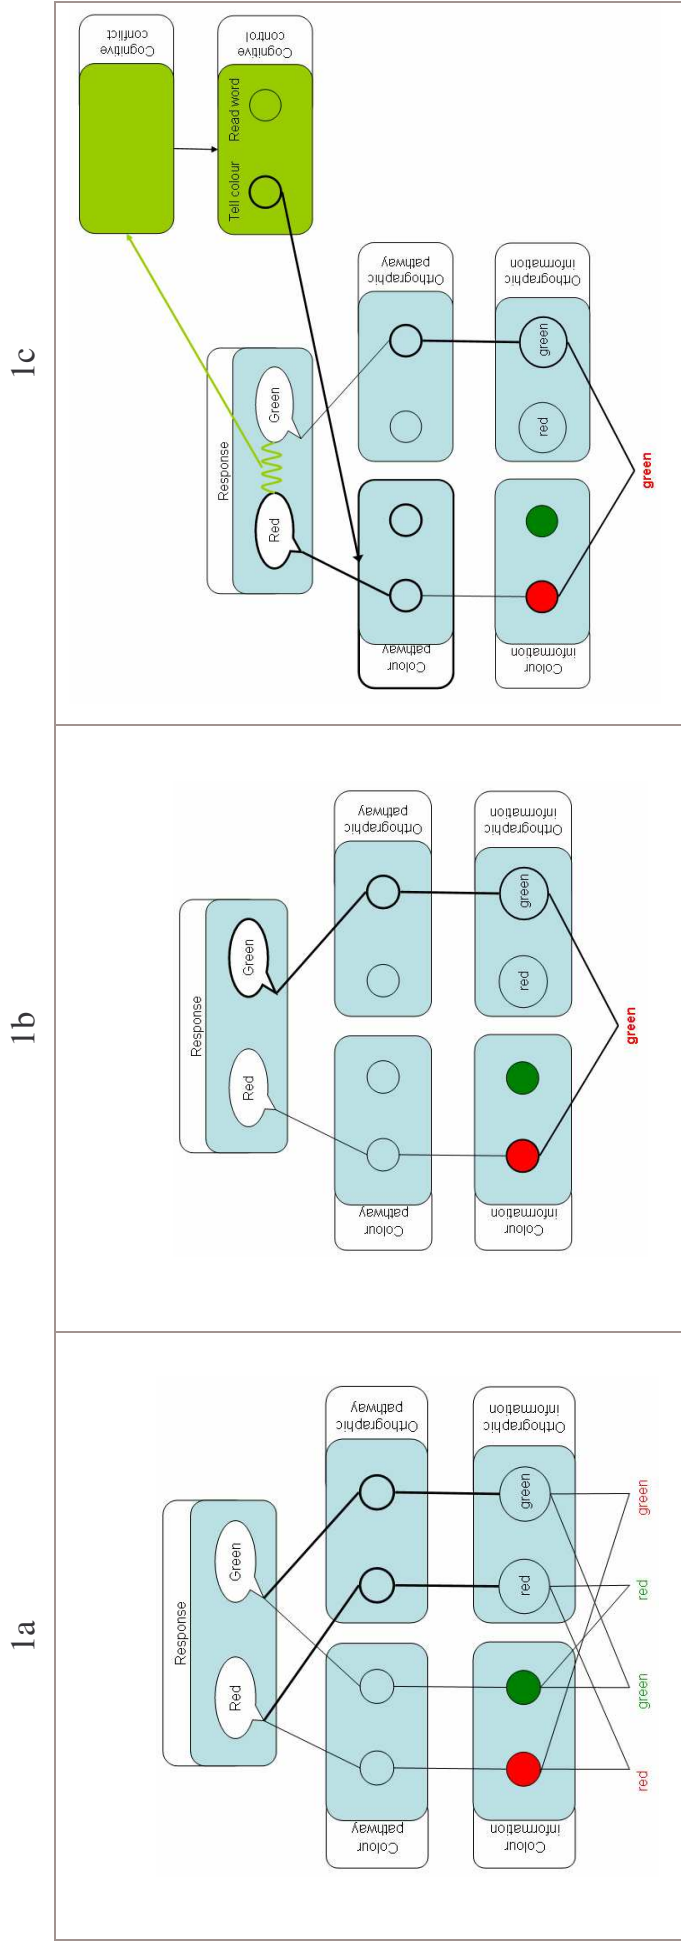 1a
Response
Red
Green
Colour
pathway
Orthographic
pathway
Colour
information
red
green
Orthographic
information
red
green
red
green
1b
Response
Red
Green
Colour
pathway
Orthographic
pathway
Colour
information
red
green
Orthographic
information
green
1c
Cognitive
conflict
Tell colour
Read word
Cognitive
control
Response
Red
Green
Colour
pathway
Orthographic
pathway
Colour
information
red
green
Orthographic
information
green